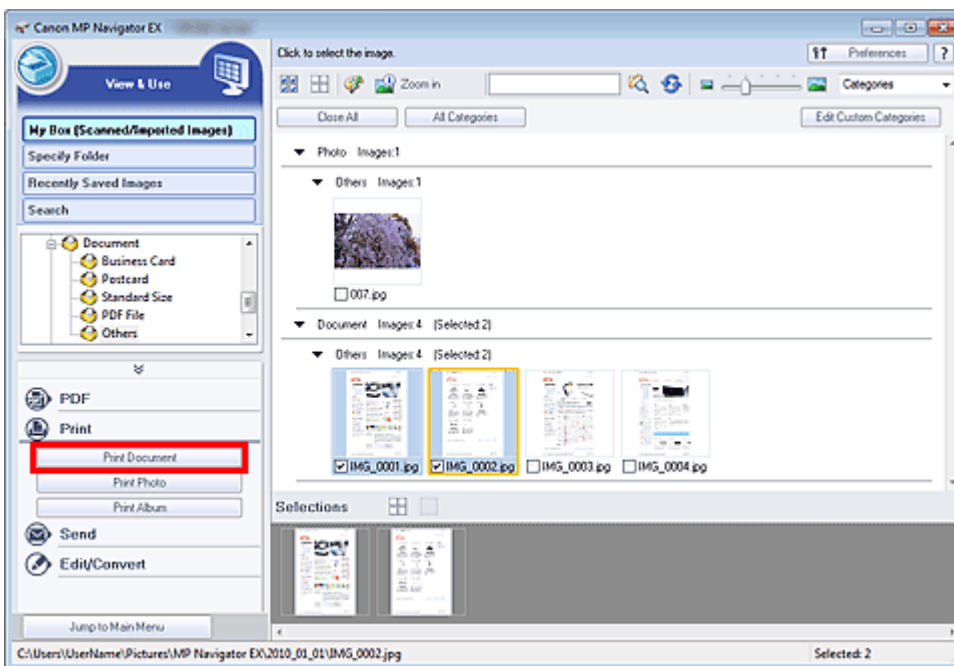 Canon MP Navigator EX
View & Use
My Box (Scanned/Imported Images)
Specify Folder
Recently Saved Images
Search
Document
Business Card
Postcard
Standard Size
PDF File
Others
PDF
Print
Print Document
Print Photo
Print Album
Send
Edit/Convert
Jump to Main Menu
Click to select the image.
Preferences
?
Zoom in
Categories
Close All
All Categories
Edit Custom Categories
Photo Images:1
Others Images:1
007.jpg
Document Images:4 (Selected:2)
Others Images:4 (Selected:2)
IMG_0001.jpg
IMG_0002.jpg
IMG_0003.jpg
IMG_0004.jpg
Selections
C:\Users\UserName\Pictures\MP Navigator EX\2010_01_01\IMG_0002.jpg
Selected: 2